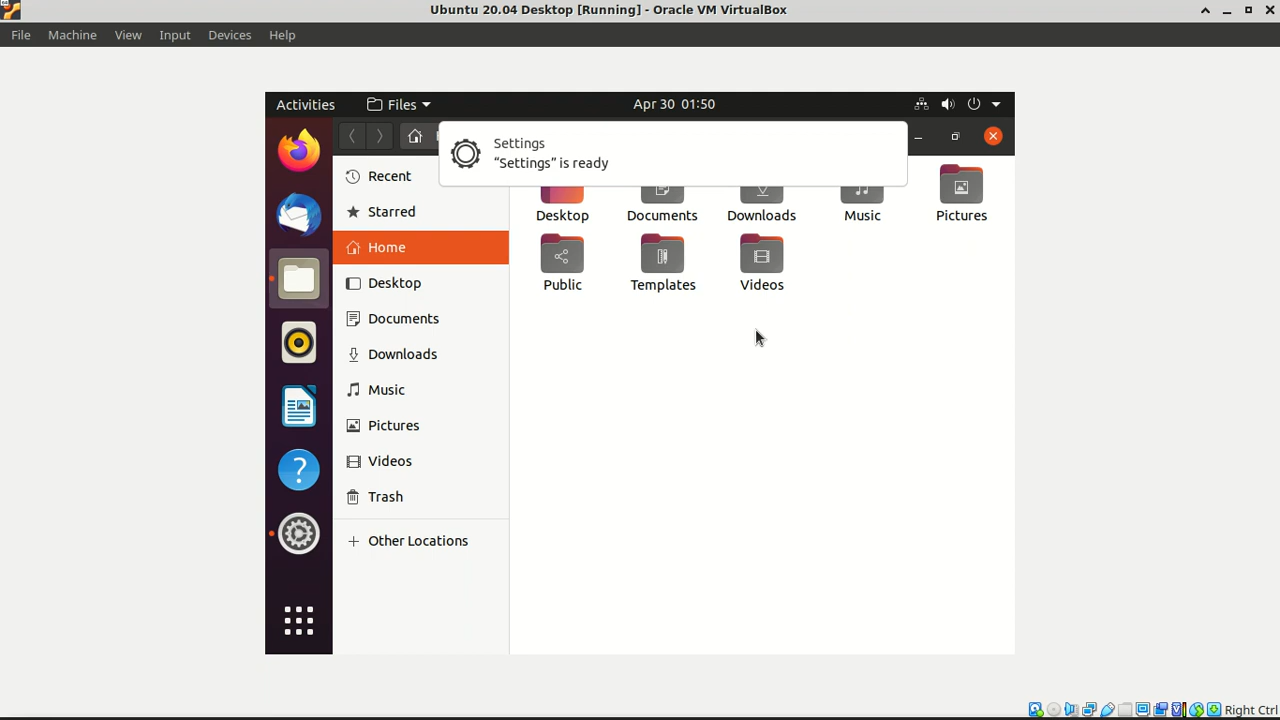 Ubuntu 20.04 Desktop [Running] - Oracle VM VirtualBox
File Machine View Input Devices Help
Activities Files Apr 30 01:50
Settings
“Settings” is ready
Recent
Starred
Home
Desktop
Documents
Downloads
Music
Pictures
Videos
Trash
Other Locations
Desktop Documents Downloads Music Pictures
Public Templates Videos
Right Ctrl